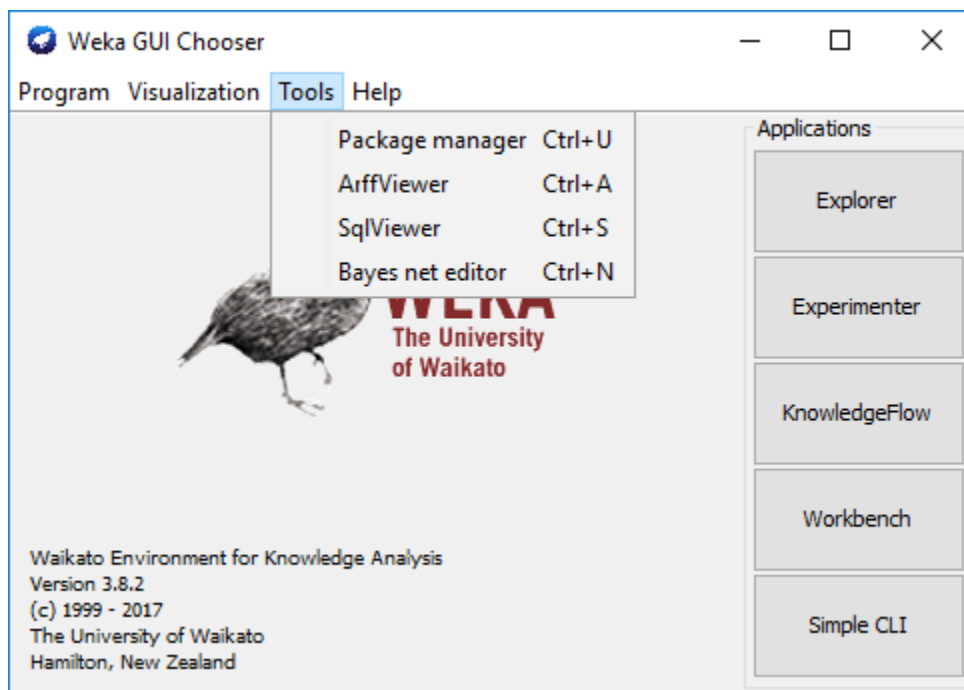 Weka GUI Chooser
Program Visualization Tools Help
Package manager Ctrl+U
ArffViewer Ctrl+A
SqlViewer Ctrl+S
Bayes net editor Ctrl+N
WEKA
The University
of Waikato
Applications
Explorer
Experimenter
KnowledgeFlow
Workbench
Simple CLI
Waikato Environment for Knowledge Analysis
Version 3.8.2
(c) 1999 - 2017
The University of Waikato
Hamilton, New Zealand